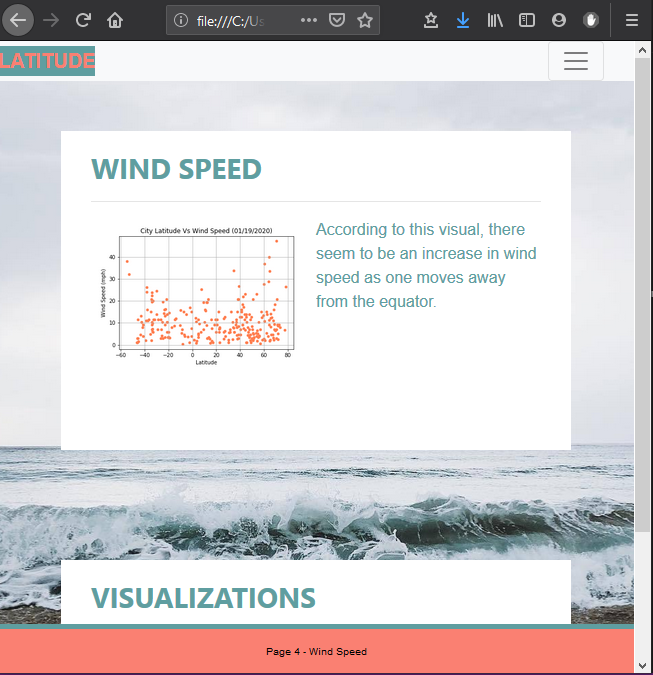 file:///C:/Us
LATITUDE
WIND SPEED
City Latitude Vs Wind Speed (01/19/2020)
Wind Speed (mph)
40
30
20
10
0
−60 −40 −20 0 20 40 60 80
Latitude
According to this visual, there
seem to be an increase in wind
speed as one moves away
from the equator.
VISUALIZATIONS
Page 4 - Wind Speed